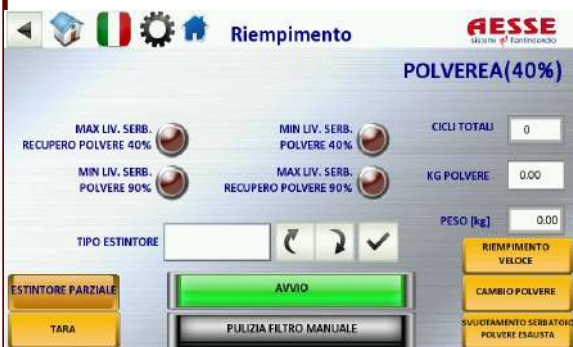 Riempimento
AESSE
sistemi antincendio
POLVEREA(40%)
MAX LIV. SERB.
RECUPERO POLVERE 40%
MIN LIV. SERB.
POLVERE 40%
CICLI TOTALI
0
MIN LIV. SERB.
POLVERE 90%
MAX LIV. SERB.
RECUPERO POLVERE 90%
KG POLVERE
0.00
PESO [kg]
0.00
TIPO ESTINTORE
RIEMPIMENTO
VELOCE
ESTINTORE PARZIALE
AVVIO
CAMBIO POLVERE
TARA
PULIZIA FILTRO MANUALE
SVUOTAMENTO SERBATOIO
POLVERE ESAUSTA